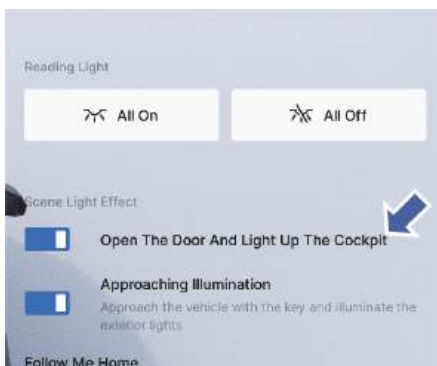 Reading Light
All On
All Off
Scene Light Effect
Open The Door And Light Up The Cockpit
Approaching Illumination
Approach the vehicle with the key and illuminate the
exterior lights
Follow Me Home